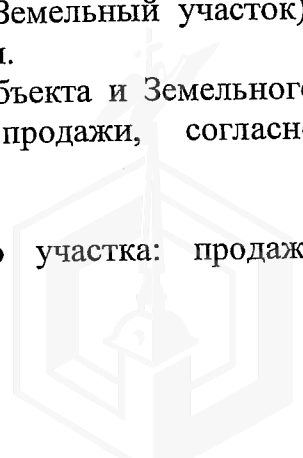 Земельный участок)
бъекта и Земельного
продажи, согласн
участка: продаж